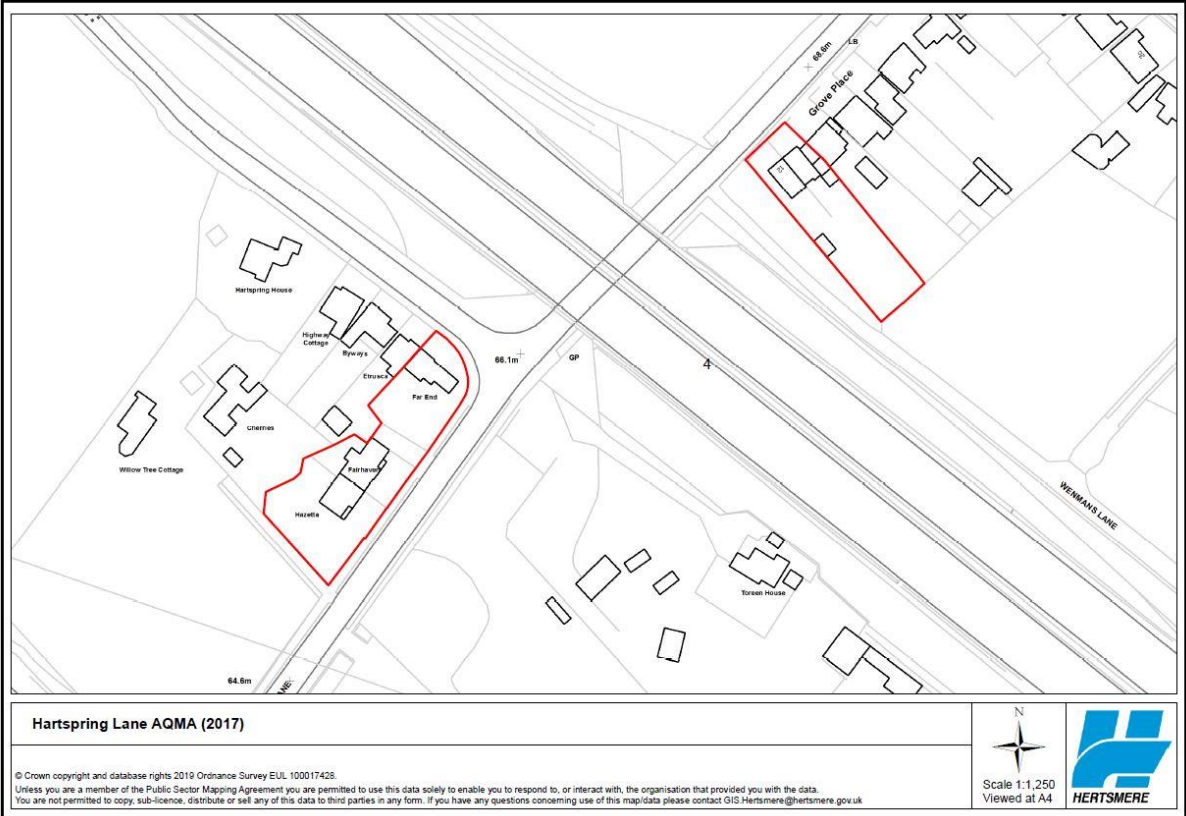 68.6m
LB
Grove Place
20
12
Hartspring House
Highway
Cottage
Byways
Etrusca
Far End
66.1m
GP
4
Cherries
Willow Tree Cottage
Fairhaven
Hazetta
WENMANS LANE
Toreen House
64.6m
ANE
Hartspring Lane AQMA (2017)
© Crown copyright and database rights 2019 Ordnance Survey EUL 100017428.
Unless you are a member of the Public Sector Mapping Agreement you are permitted to use this data solely to enable you to respond to, or interact with, the organisation that provided you with the data.
You are not permitted to copy, sub-licence, distribute or sell any of this data to third parties in any form. If you have any questions concerning use of this map/data please contact GIS.Hertsmere@hertsmere.gov.uk
N
Scale 1:1,250
Viewed at A4
HERTSMERE